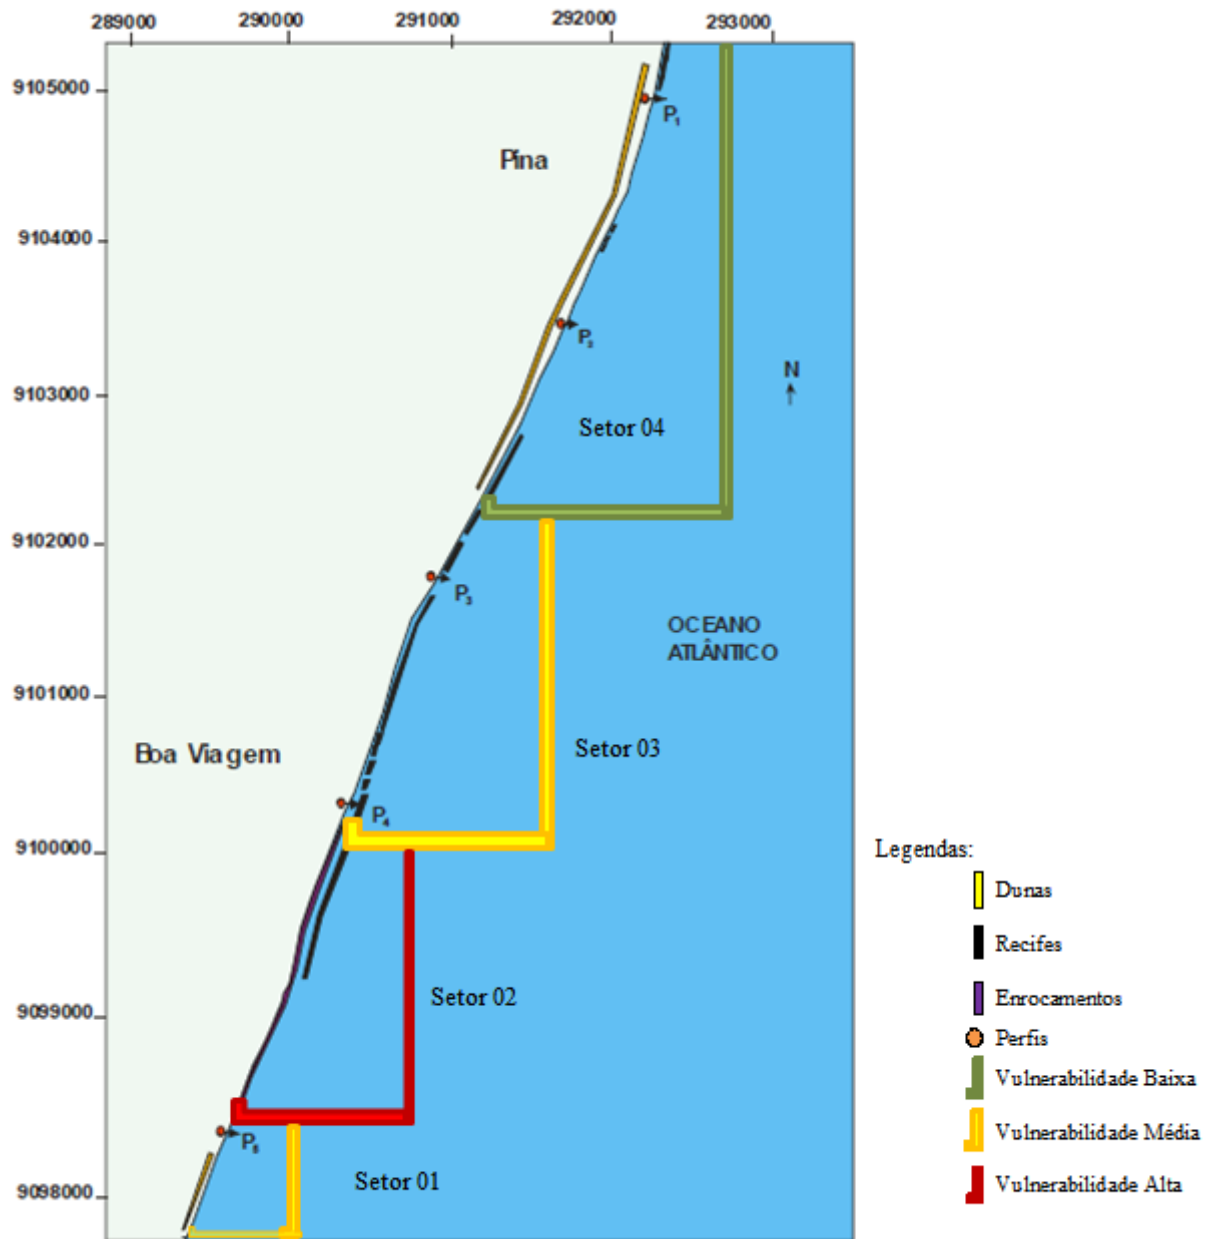 289000 290000 291000 292000 293000
9105000
P1
Pina
9104000
P2
N
9103000
Setor 04
9102000
P3
OCEANO
ATLÂNTICO
9101000
Boa Viagem
Setor 03
P4
9100000
Legendas:
Dunas
Recifes
Setor 02
Enrocamentos
9099000
Perfis
Vulnerabilidade Baixa
P5
Vulnerabilidade Média
Setor 01
Vulnerabilidade Alta
9098000